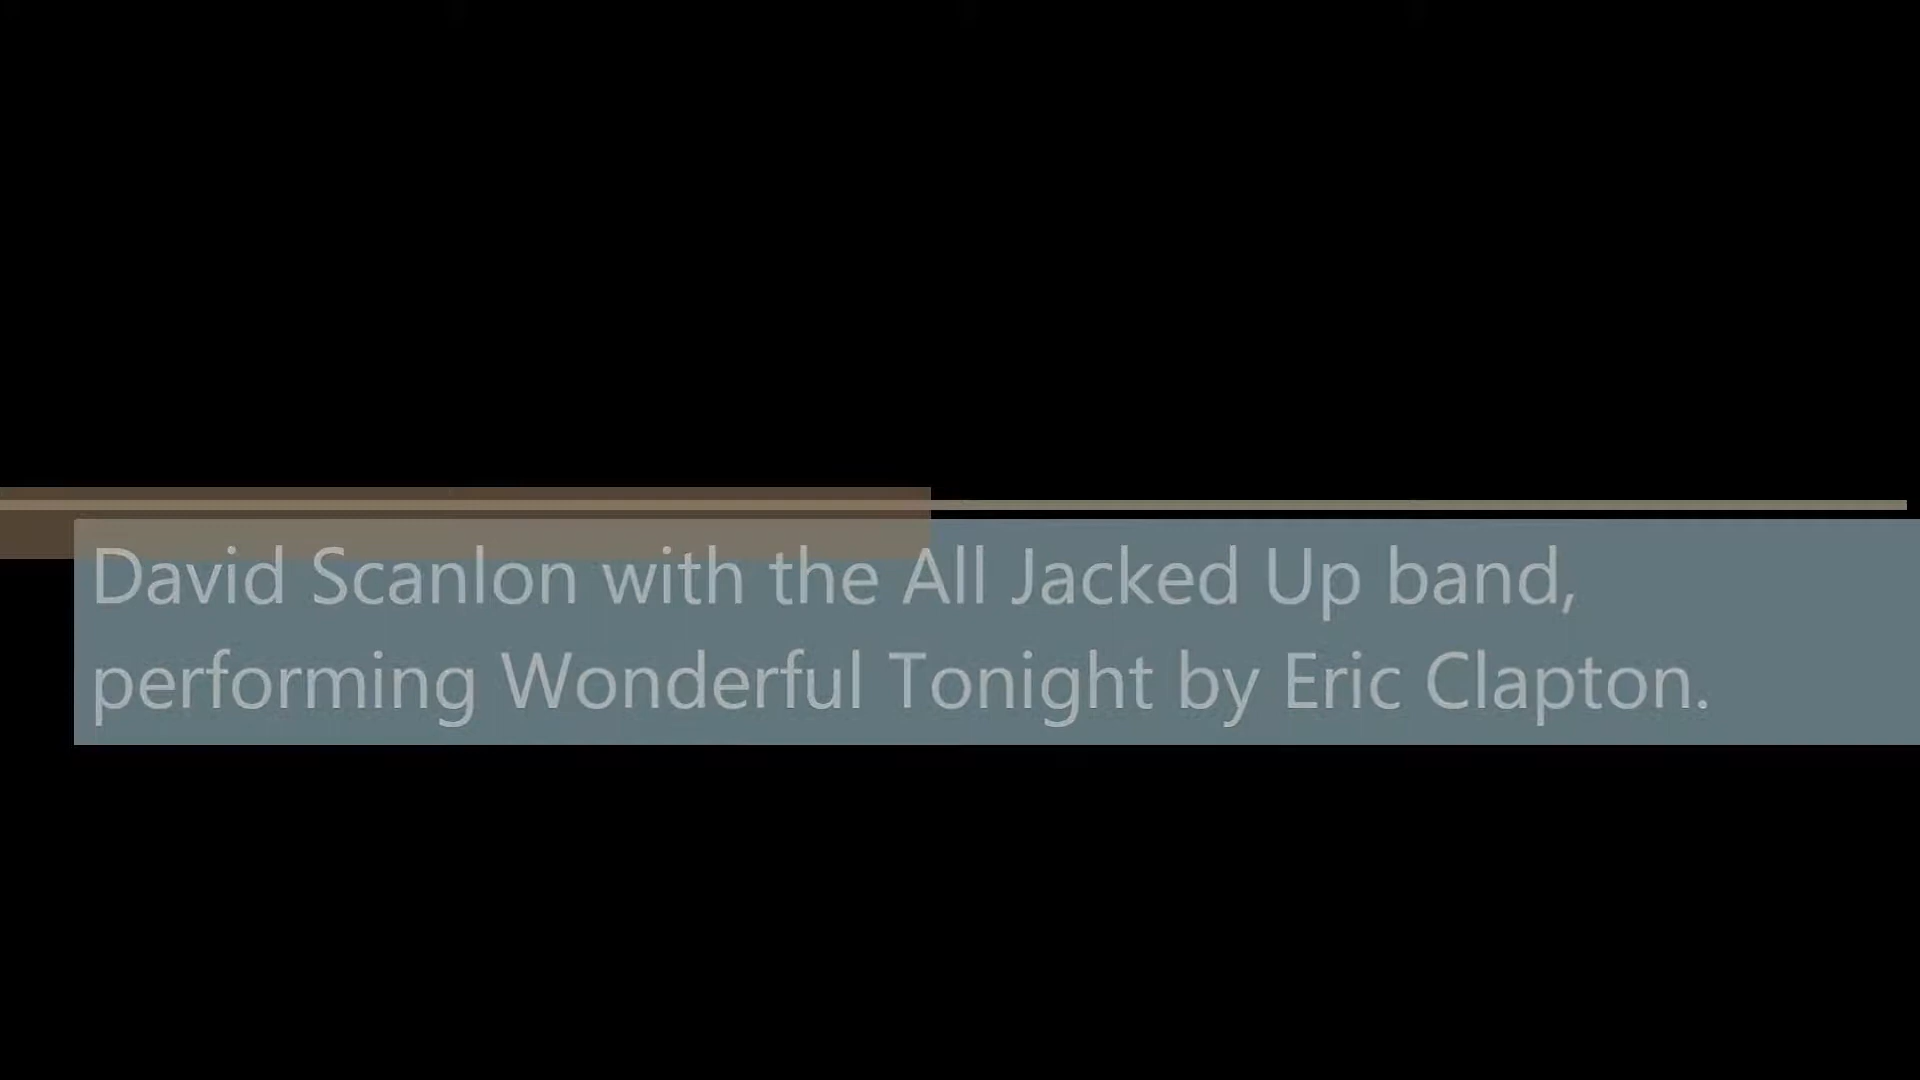 David Scanlon with the All Jacked Up band,
performing Wonderful Tonight by Eric Clapton.